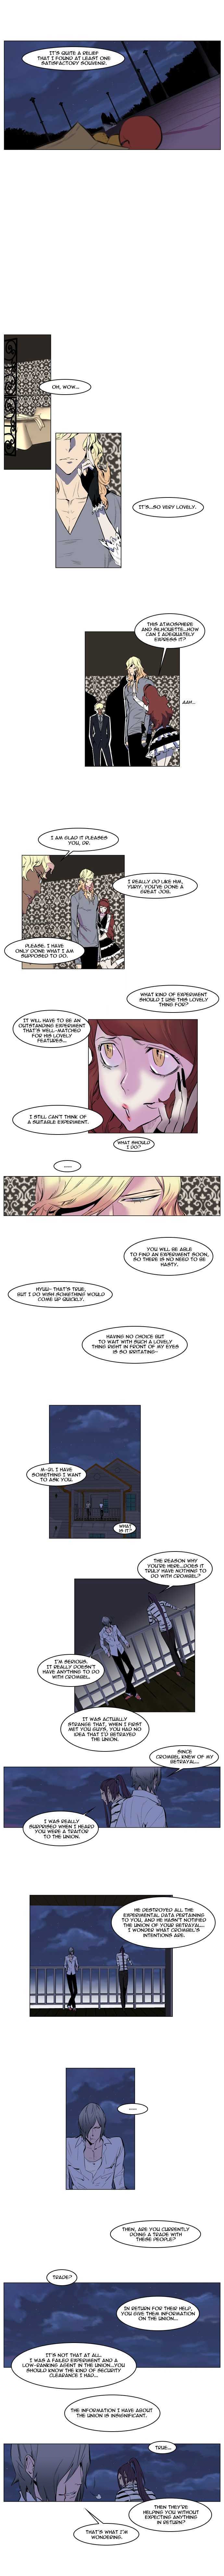 IT'S QUITE A RELIEF
THAT I FOUND AT LEAST ONE
SATISFACTORY SOUVENIR.
OH, WOW...
IT'S...SO VERY LOVELY.
THIS ATMOSPHERE
AND SILHOUETTE...HOW
CAN I ADEQUATELY
EXPRESS IT?
AAH...
I AM GLAD IT PLEASES
YOU, DR.
I REALLY DO LIKE HIM,
YURY. YOU'VE DONE A
GREAT JOB.
PLEASE. I HAVE
ONLY DONE WHAT I AM
SUPPOSED TO DO.
WHAT KIND OF EXPERIMENT
SHOULD I USE THIS LOVELY
THING FOR?
IT WILL HAVE TO BE AN
OUTSTANDING EXPERIMENT
THAT'S WELL-MATCHED
FOR HIS LOVELY
FEATURES...
I STILL CAN'T THINK OF
A SUITABLE EXPERIMENT.
WHAT SHOULD
I DO?
......
YOU WILL BE ABLE
TO FIND AN EXPERIMENT SOON,
SO THERE IS NO NEED TO BE
HASTY.
HYUU~ THAT'S TRUE,
BUT I DO WISH SOMETHING WOULD
COME UP QUICKLY.
HAVING NO CHOICE BUT
TO WAIT WITH SUCH A LOVELY
THING RIGHT IN FRONT OF MY EYES
IS SO IRRITATING~
M-21, I HAVE
SOMETHING I WANT
TO ASK YOU.
WHAT
IS IT?
THE REASON WHY
YOU'RE HERE...DOES IT
TRULY HAVE NOTHING TO
DO WITH CROMBEL?
I'M SERIOUS.
IT REALLY DOESN'T
HAVE ANYTHING TO DO
WITH CROMBEL.
IT WAS ACTUALLY
STRANGE THAT, WHEN I FIRST
MET YOU GUYS, YOU HAD NO
IDEA THAT I'D BETRAYED
THE UNION.
SINCE
CROMBEL KNEW OF MY
BETRAYAL...
I WAS REALLY
SURPRISED WHEN I HEARD
YOU WERE A TRAITOR
TO THE UNION.
HE DESTROYED ALL THE
EXPERIMENTAL DATA PERTAINING
TO YOU, AND HE HASN'T NOTIFIED
THE UNION OF YOUR BETRAYAL...
I WONDER WHAT CROMBEL'S
INTENTIONS ARE.
......
THEN, ARE YOU CURRENTLY
DOING A TRADE WITH
THESE PEOPLE?
TRADE?
IN RETURN FOR THEIR HELP,
YOU GIVE THEM INFORMATION
ON THE UNION...
IT'S NOT THAT AT ALL.
I WAS A FAILED EXPERIMENT AND A
LOW-RANKING AGENT IN THE UNION...YOU
SHOULD KNOW THE KIND OF SECURITY
CLEARANCE I HAD...
THE INFORMATION I HAVE ABOUT
THE UNION IS INSIGNIFICANT.
TRUE...
THEN THEY'RE
HELPING YOU WITHOUT
EXPECTING ANYTHING
IN RETURN?
THAT'S WHAT I'M
WONDERING.